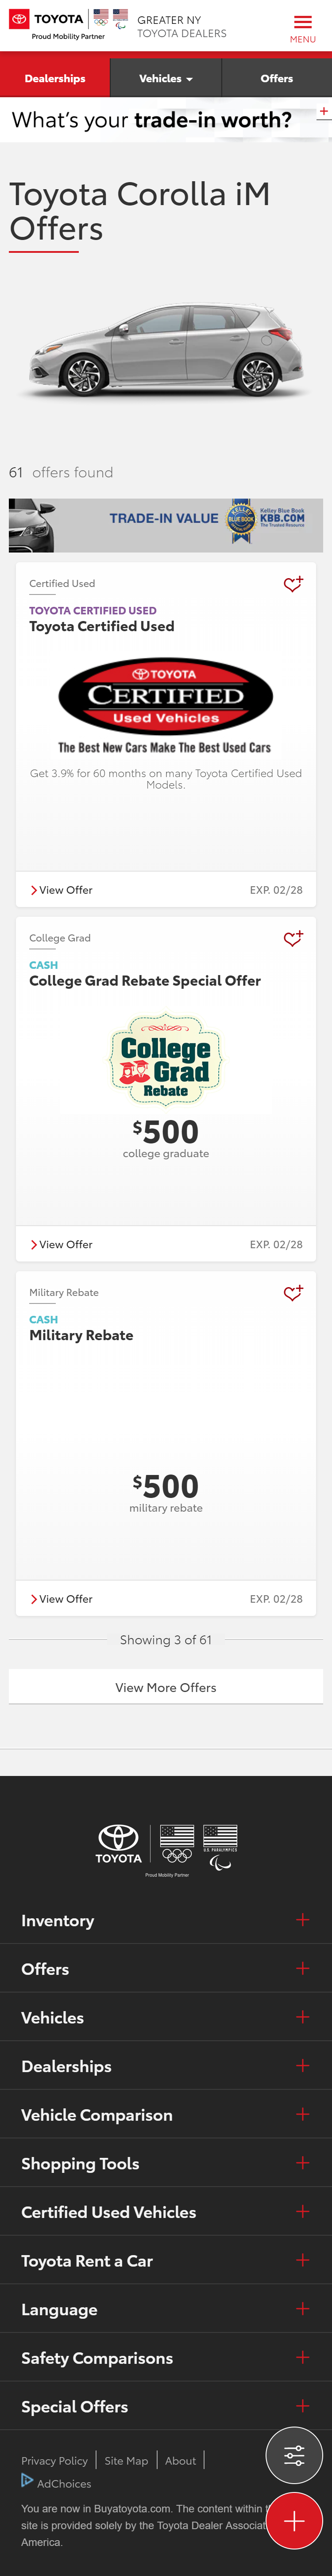 TOYOTA
Proud Mobility Partner
GREATER NY
TOYOTA DEALERS
MENU
Dealerships
Vehicles
Offers
What's your trade-in worth?
Toyota Corolla iM
Offers
61 offers found
TRADE-IN VALUE
Kelley Blue Book
KBB.COM
The Trusted Resource
Certified Used
TOYOTA CERTIFIED USED
Toyota Certified Used
TOYOTA
CERTIFIED
Used Vehicles
The Best New Cars Make The Best Used Cars
Get 3.9% for 60 months on many Toyota Certified Used
Models.
View Offer
EXP. 02/28
College Grad
CASH
College Grad Rebate Special Offer
College
Grad
Rebate
$500
college graduate
View Offer
EXP. 02/28
Military Rebate
CASH
Military Rebate
$500
military rebate
View Offer
EXP. 02/28
Showing 3 of 61
View More Offers
TOYOTA
U.S. PARALYMPICS
Proud Mobility Partner
Inventory
Offers
Vehicles
Dealerships
Vehicle Comparison
Shopping Tools
Certified Used Vehicles
Toyota Rent a Car
Language
Safety Comparisons
Special Offers
Privacy Policy
Site Map
About
AdChoices
You are now in Buyatoyota.com. The content within
site is provided solely by the Toyota Dealer Associat
America.